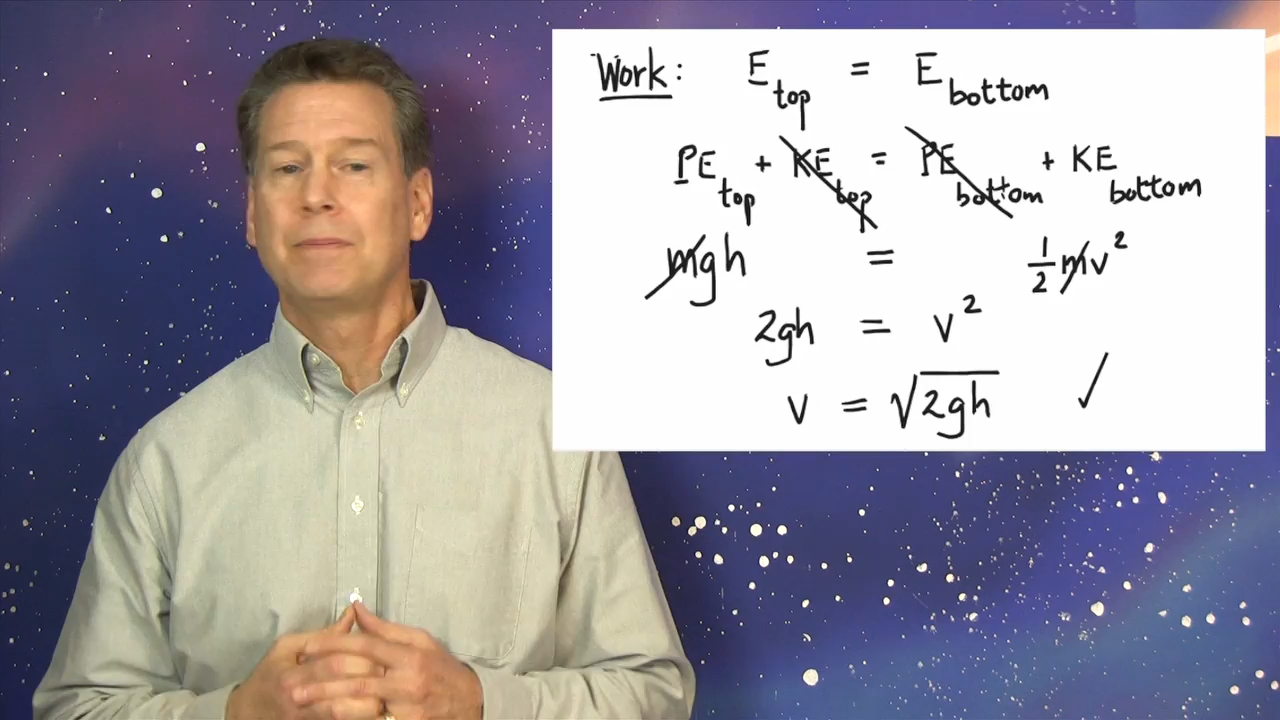 Work: E top = E bottom
PE top + KE top = PE bottom + KE bottom
mgh = 1/2 mv²
2gh = v²
v = √2gh ✓